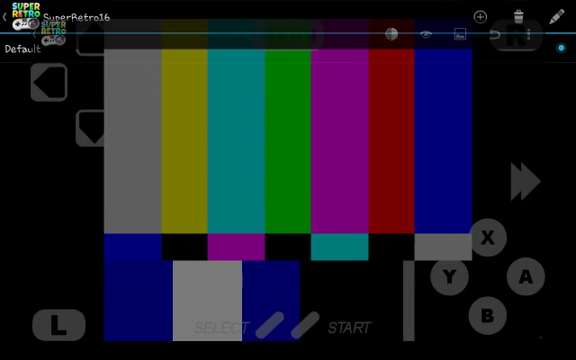 SUPER
RETRO
SuperRetro16
SUPER
RETRO
R
Default
X
Y
A
B
L
SELECT
START